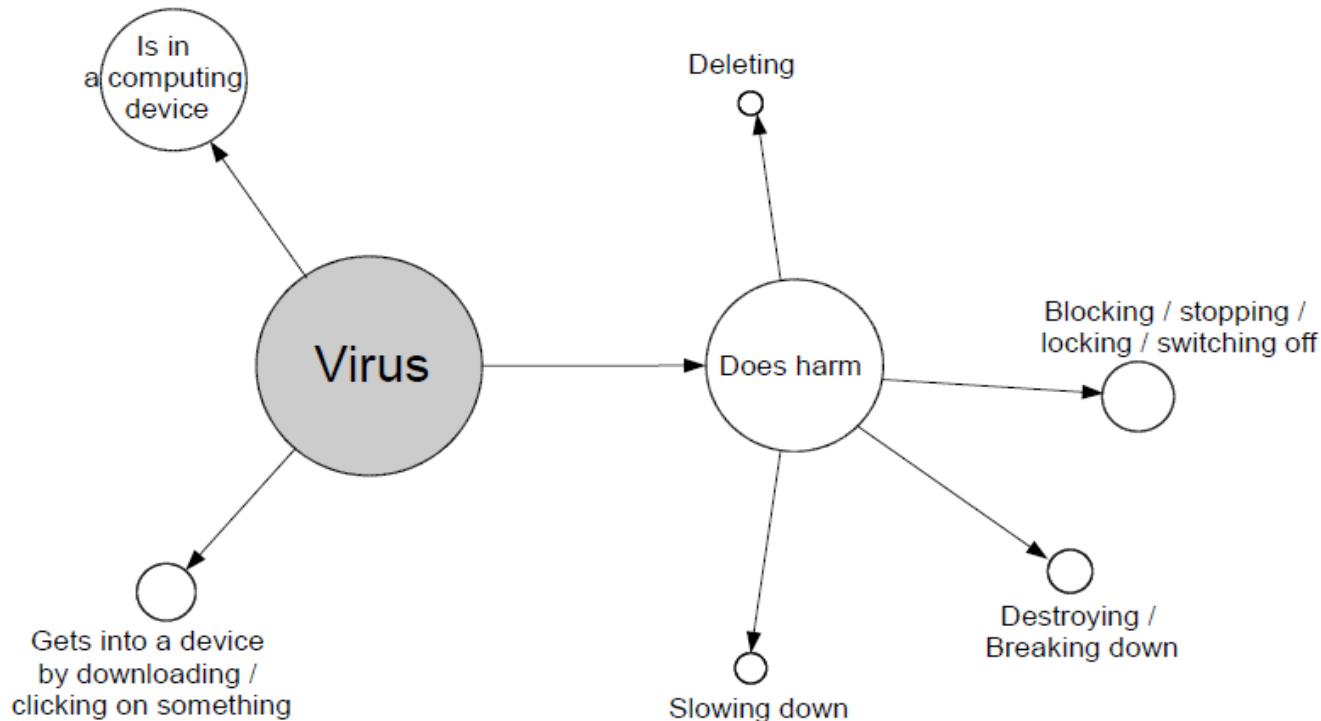 Is in
a computing
device
Deleting
Virus
Does harm
Blocking / stopping /
locking / switching off
Gets into a device
by downloading /
clicking on something
Destroying /
Breaking down
Slowing down